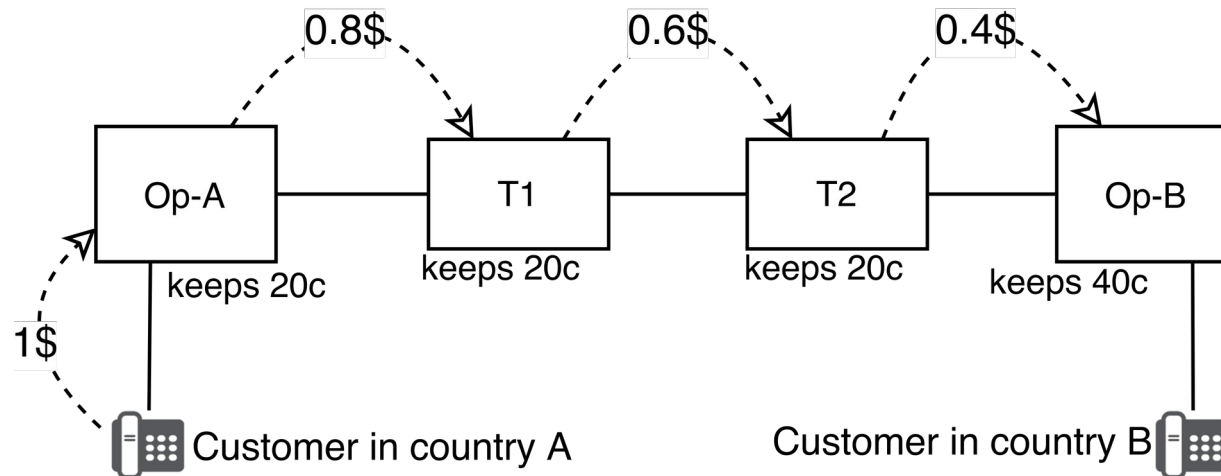 0.8$
0.6$
0.4$
Op-A
T1
T2
Op-B
keeps 20c
keeps 20c
keeps 20c
keeps 40c
1$
Customer in country A
Customer in country B